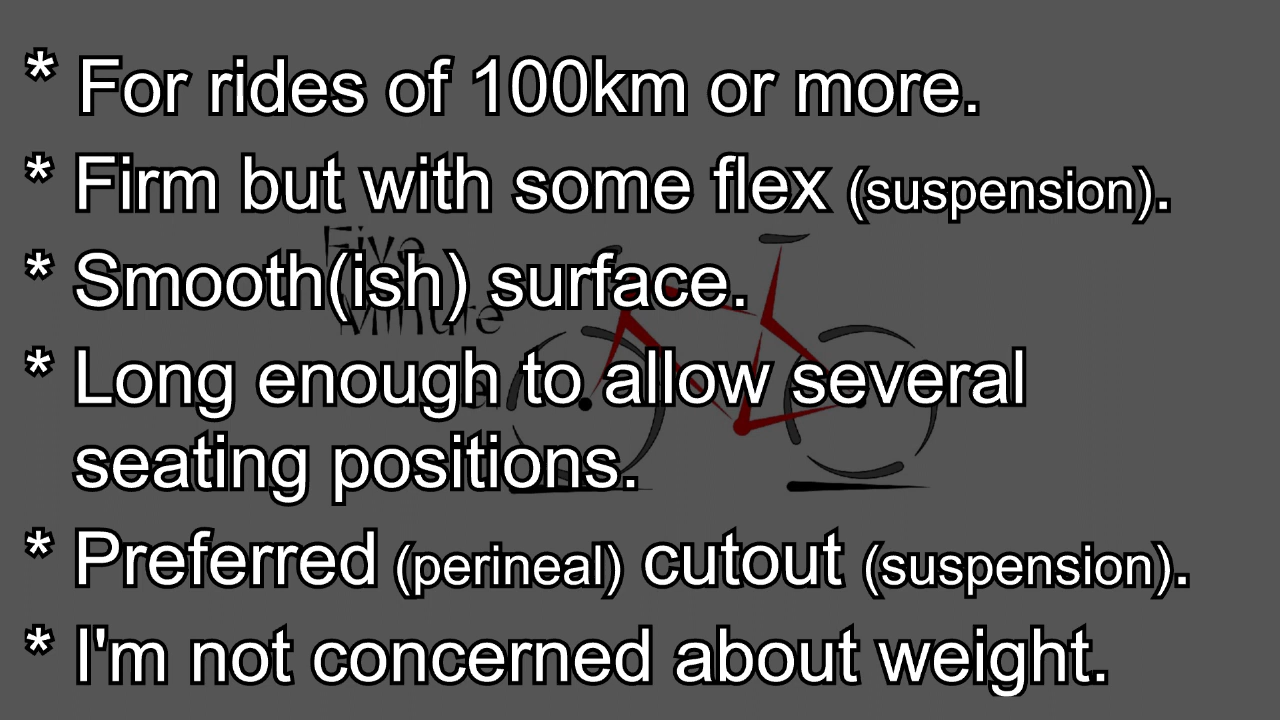 * For rides of 100km or more.
* Firm but with some flex (suspension).
Five
* Smooth(ish) surface.
Minute
* Long enough to allow several
seating positions.
* Preferred (perineal) cutout (suspension).
* I'm not concerned about weight.